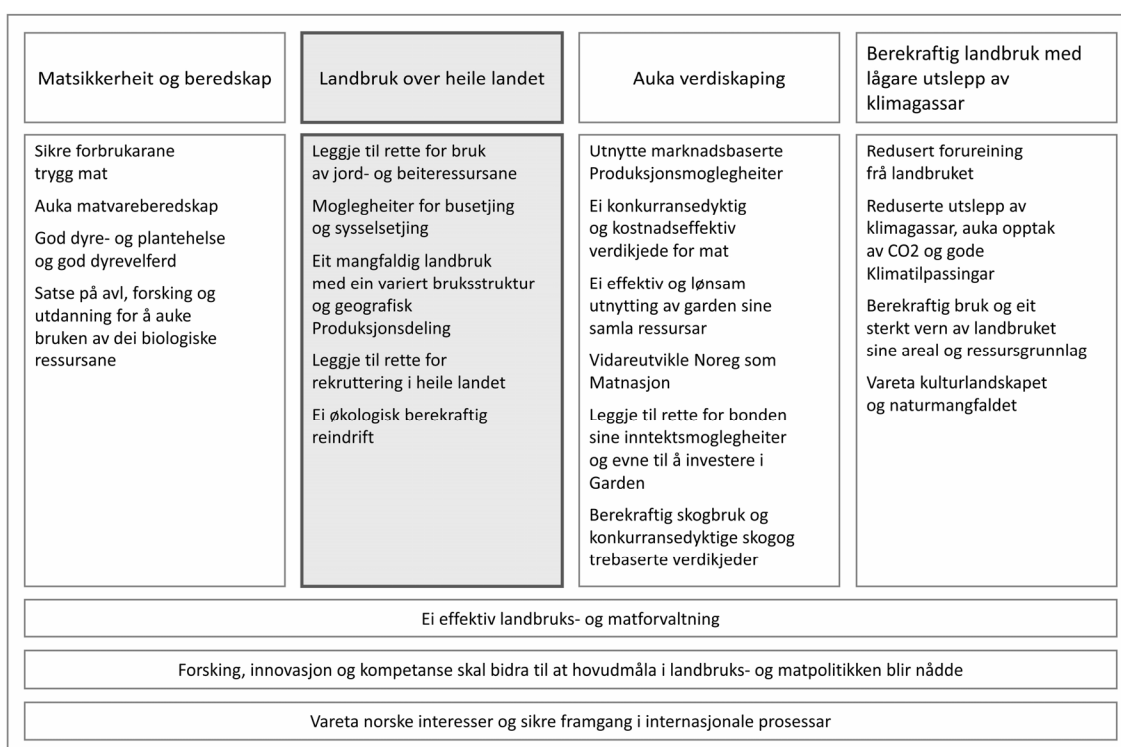 Matsikkerheit og beredskap
Landbruk over heile landet
Auka verdiskaping
Berekraftig landbruk med
lågare utslepp av
klimagassar
Sikre forbrukarane
trygg mat
Auka matvareberedskap
God dyre- og plantehelse
og god dyrevelferd
Satse på avl, forsking og
utdanning for å auke
bruken av dei biologiske
ressursane
Leggje til rette for bruk
av jord- og beiteressursane
Moglegheiter for busetjing
og sysselsetjing
Eit mangfaldig landbruk
med ein variert bruksstruktur
og geografisk
Produksjonsdeling
Leggje til rette for
rekruttering i heile landet
Ei økologisk berekraftig
reindrift
Utnytte marknadsbaserte
Produksjonsmoglegheiter
Ei konkurransedyktig
og kostnadseffektiv
verdikjede for mat
Ei effektiv og lønsam
utnytting av garden sine
samla ressursar
Vidareutvikle Noreg som
Matnasjon
Leggje til rette for bonden
sine inntektsmoglegheiter
og evne til å investere i
Garden
Berekraftig skogbruk og
konkurransedyktige skogog
trebaserte verdikjeder
Redusert forureining
frå landbruket
Reduserte utslepp av
klimagassar, auka opptak
av CO2 og gode
Klimatilpassingar
Berekraftig bruk og eit
sterkt vern av landbruket
sine areal og ressursgrunnlag
Vareta kulturlandskapet
og naturmangfaldet
Ei effektiv landbruks- og matforvaltning
Forsking, innovasjon og kompetanse skal bidra til at hovudmåla i landbruks- og matpolitikken blir nådde
Vareta norske interesser og sikre framgang i internasjonale prosessar